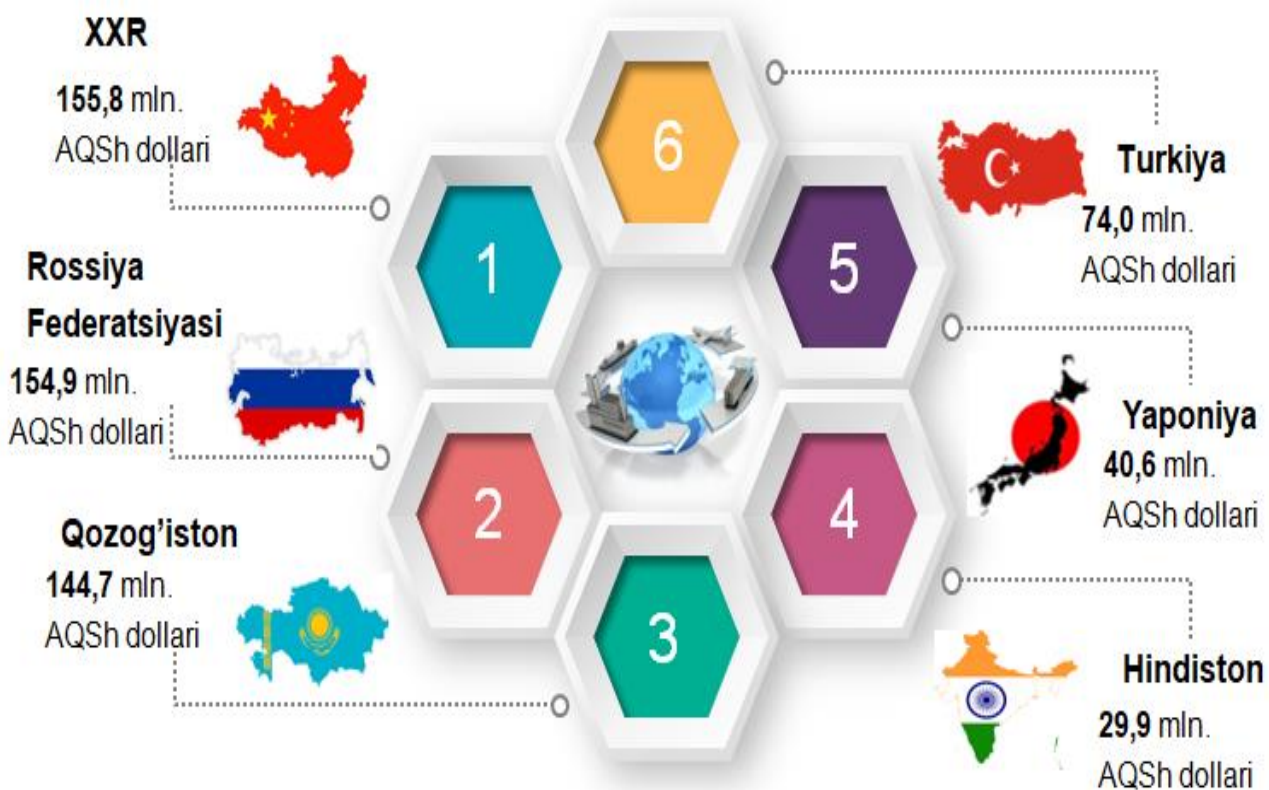 XXR
155,8 mln.
AQSh dollari
Rossiya
Federatsiyasi
154,9 mln.
AQSh dollari
Qozog’iston
144,7 mln.
AQSh dollari
6
1
5
2
4
3
Turkiya
74,0 mln.
AQSh dollari
Yaponiya
40,6 mln.
AQSh dollari
Hindiston
29,9 mln.
AQSh dollari